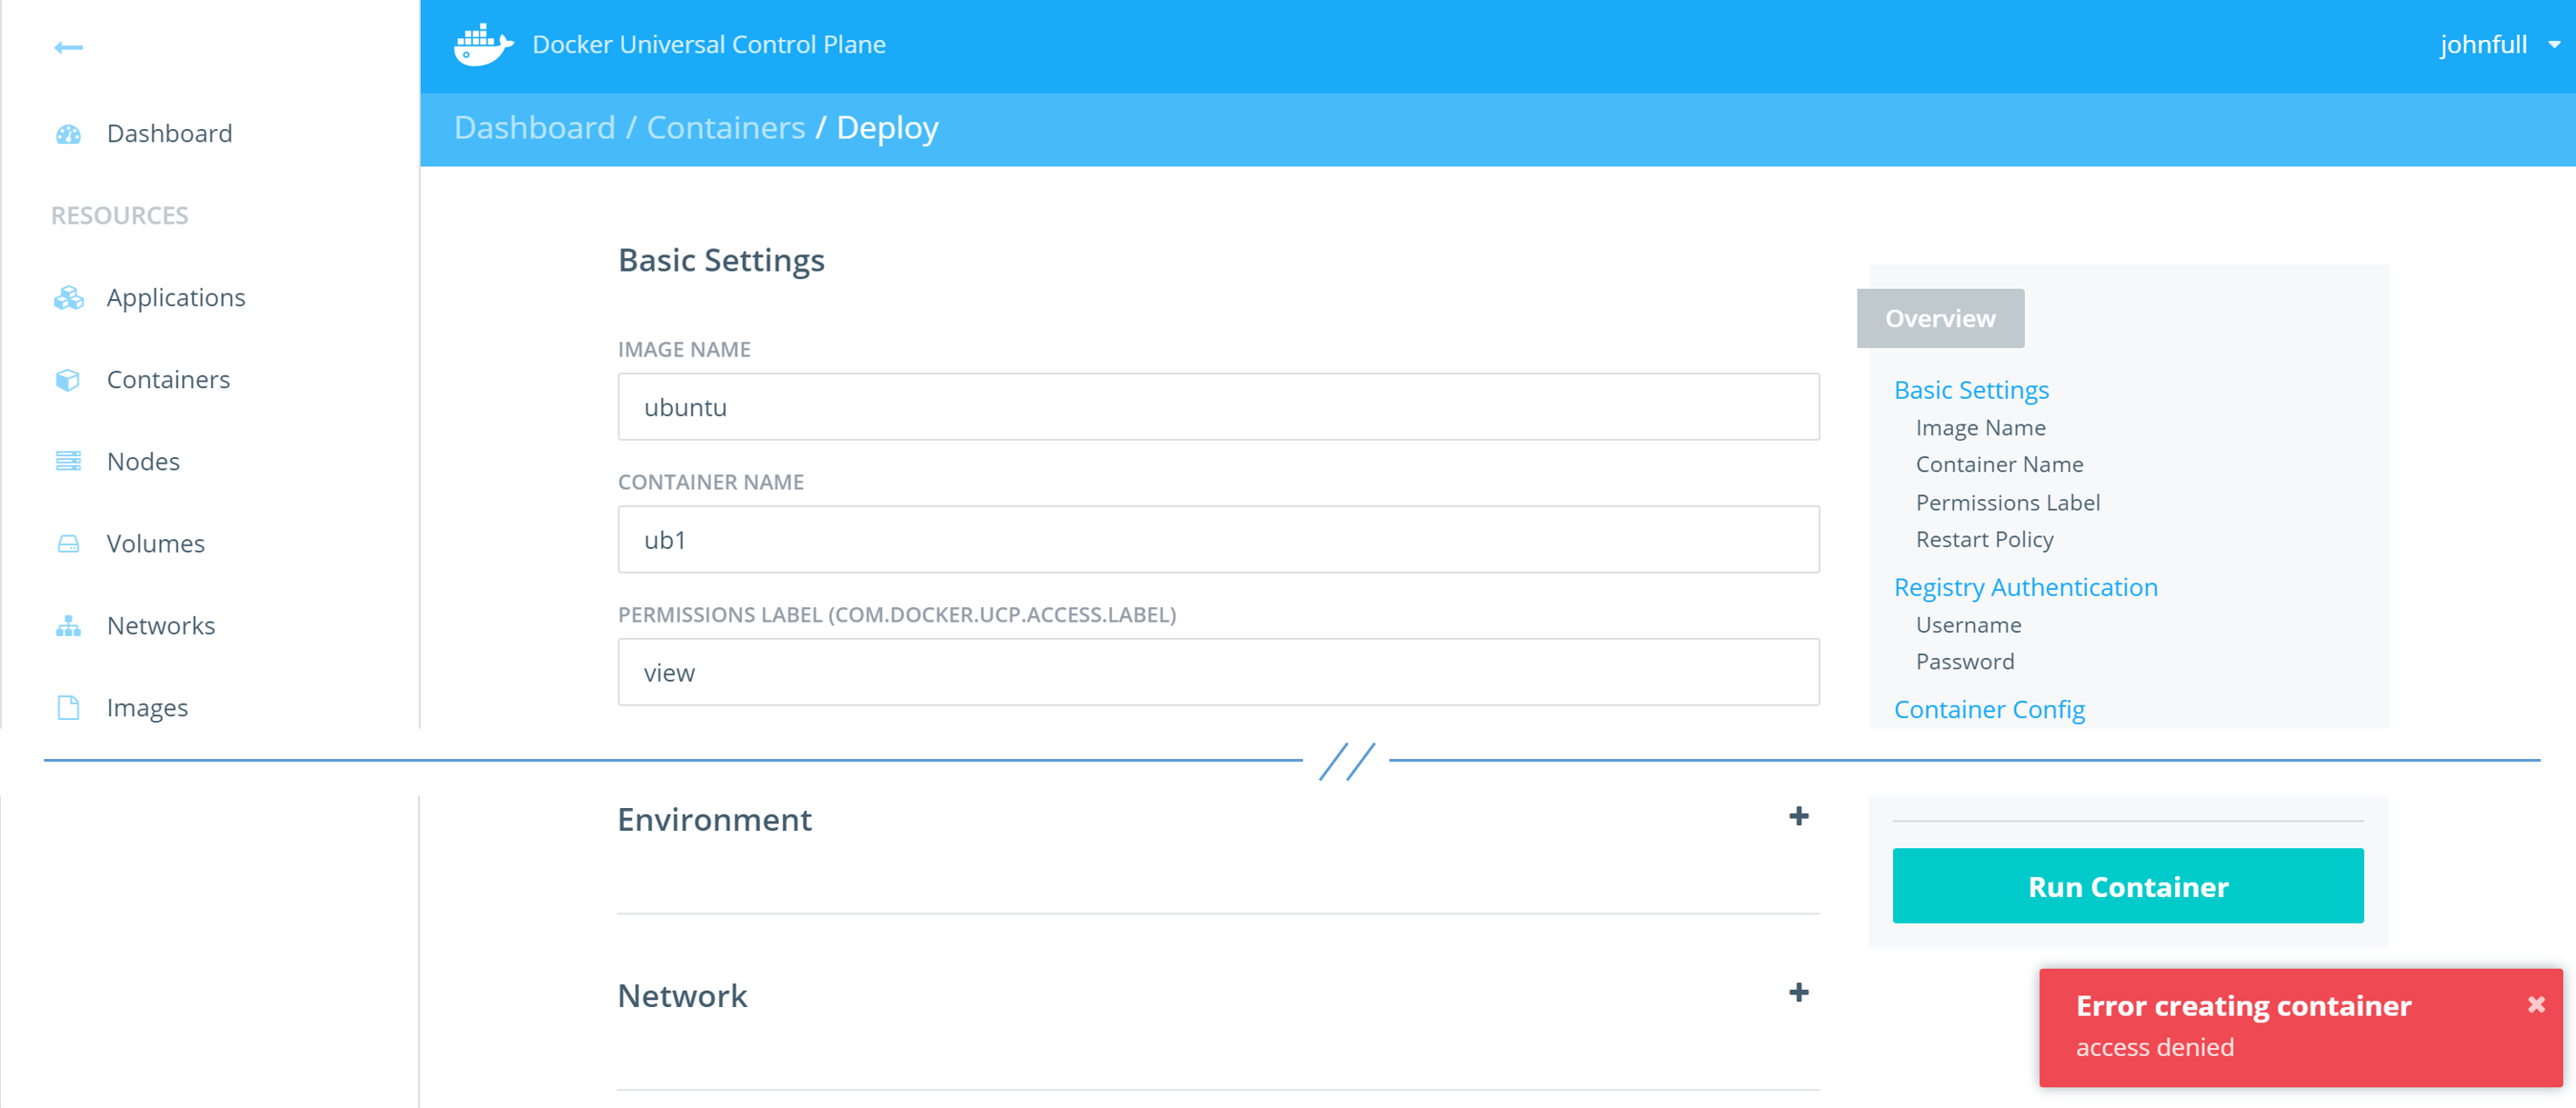 Docker Universal Control Plane
johnfull
Dashboard / Containers / Deploy
Dashboard
RESOURCES
Applications
Containers
Nodes
Volumes
Networks
Images
Basic Settings
IMAGE NAME
ubuntu
CONTAINER NAME
ub1
PERMISSIONS LABEL (COM.DOCKER.UCP.ACCESS.LABEL)
view
Overview
Basic Settings
Image Name
Container Name
Permissions Label
Restart Policy
Registry Authentication
Username
Password
Container Config
Environment
Network
Run Container
Error creating container
access denied